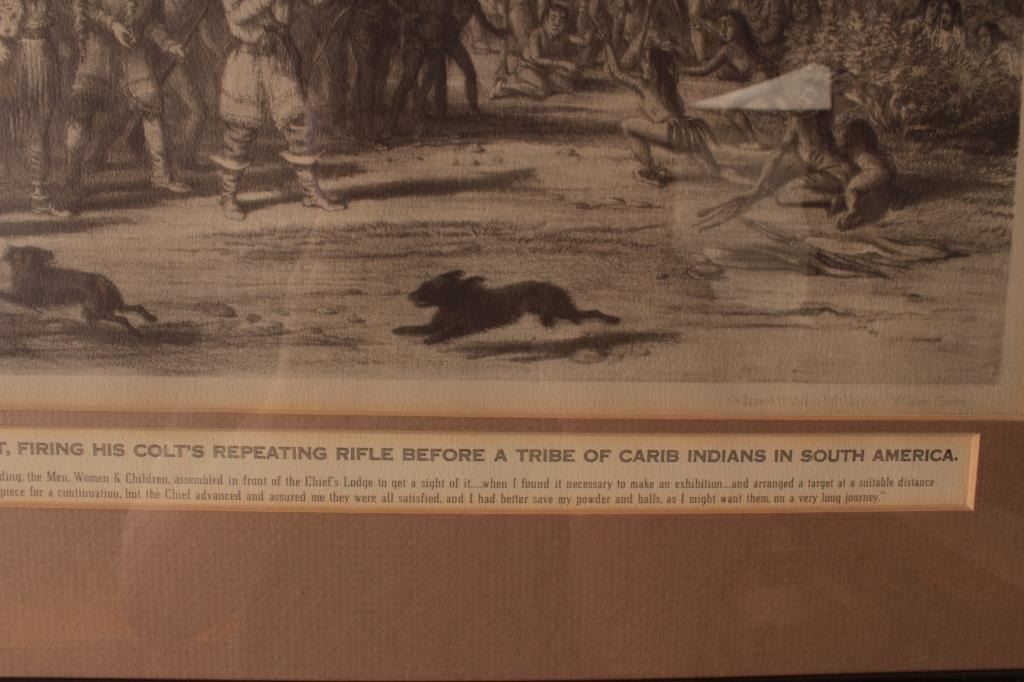 T, FIRING HIS COLT'S REPEATING RIFLE BEFORE A TRIBE OF CARIB INDIANS IN SOUTH AMERICA.
ding, the Men, Women & Children, assembled in front of the Chief's Lodge to get a sight of it,...when I found it necessary to make an exhibition...and arranged a target at a suitable distance
piece for a continuation, but the Chief advanced and assured me they were all satisfied, and I had better save my powder and balls, as I might want them, on a very long journey."